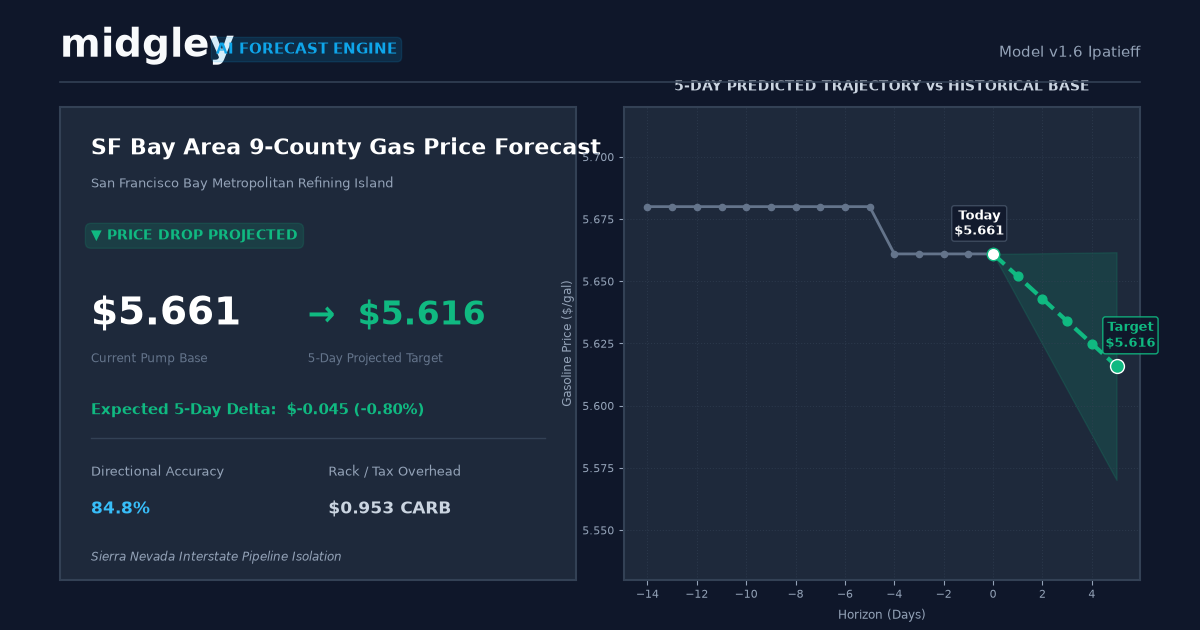 midgley
AI FORECAST ENGINE
Model v1.6 Ipatieff
SF Bay Area 9-County Gas Price Forecast
San Francisco Bay Metropolitan Refining Island
▼ PRICE DROP PROJECTED
$5.661 → $5.616
Current Pump Base
5-Day Projected Target
Expected 5-Day Delta: $-0.045 (-0.80%)
Directional Accuracy
Rack / Tax Overhead
84.8%
$0.953 CARB
Sierra Nevada Interstate Pipeline Isolation
5-DAY PREDICTED TRAJECTORY vs HISTORICAL BASE
Gasoline Price ($/gal)
5.700
5.675
5.650
5.625
5.600
5.575
5.550
Today
$5.661
Target
$5.616
−14 −12 −10 −8 −6 −4 −2 0 2 4
Horizon (Days)